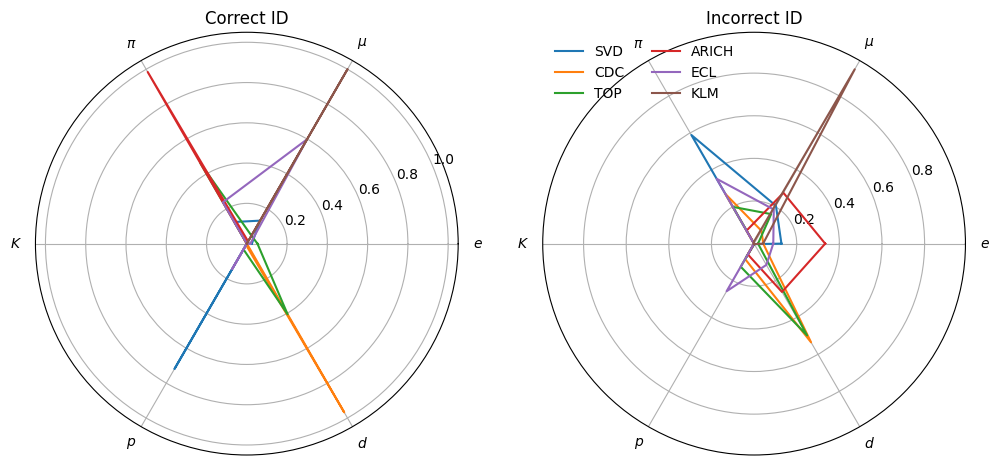 Correct ID
π
μ
1.0
0.8
0.6
0.4
0.2
K
e
p
d
Incorrect ID
π
μ
SVD
CDC
TOP
ARICH
ECL
KLM
0.8
0.6
0.4
0.2
K
e
p
d